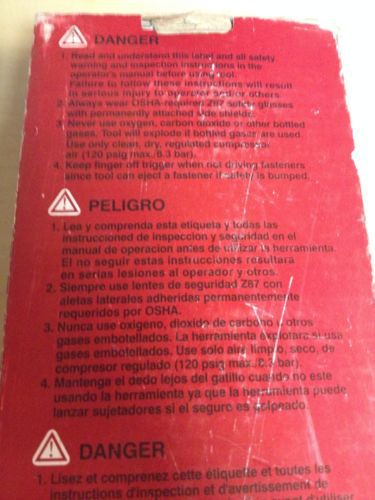 DANGER
1. Read and understand this label and all safety
warning and inspection instructions in the
operator's manual before using tool.
Failure to follow these instructions will result
in serious injury to operator and/or others.
2. Always wear OSHA-required Z87 safety glasses
with permanently attached side shields.
3. Never use oxygen, carbon dioxide or other bottled
gases. Tool will explode if bottled gases are used.
Use only clean, dry, regulated compressed
air (120 psig max./8.3 bar).
4. Keep finger off trigger when not driving fasteners
since tool can eject a fastener if safety is bumped.
PELIGRO
1. Lea y comprenda esta etiqueta y todas las
instruccioned de inspeccion y seguridad en el
manual de operacion antes de utilizar la herramienta.
El no seguir estas instrucciones resultara
en serias lesiones al operador y otros.
2. Siempre use lentes de seguridad Z87 con
aletas laterales adheridas permanentemente
requeridos por OSHA.
3. Nunca use oxigeno, dioxido de carbono u otros
gases embotellados. La herramienta explotara si usa
gases embotellados. Use solo aire limpio, seco, de
compresor regulado (120 psig max./8.3 bar).
4. Mantenga el dedo lejos del gatillo cuando no este
usando la herramienta ya que la herramienta puede
lanzar sujetadores si el seguro es golpeado.
DANGER
1. Lisez et comprenez cette étiquette et toutes les
instructions d'inspection et d'avertissement de
d'utiliser